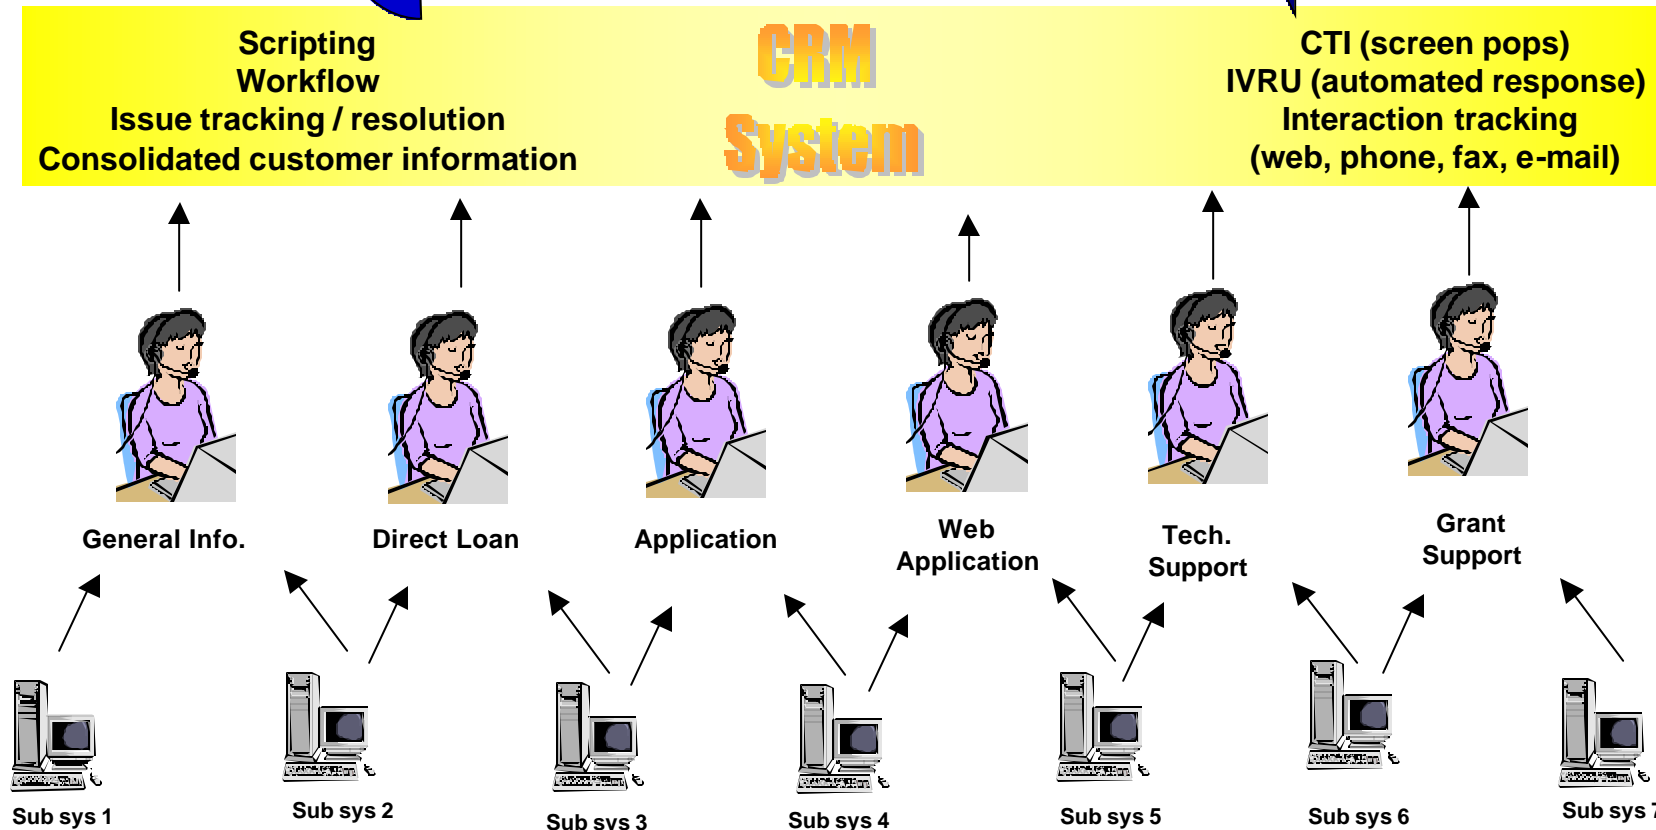 Scripting
Workflow
Issue tracking / resolution
Consolidated customer information
CRM
System
CTI (screen pops)
IVRU (automated response)
Interaction tracking
(web, phone, fax, e-mail)
General Info.
Direct Loan
Application
Web
Application
Tech.
Support
Grant
Support
Sub sys 1
Sub sys 2
Sub sys 3
Sub sys 4
Sub sys 5
Sub sys 6
Sub sys 7